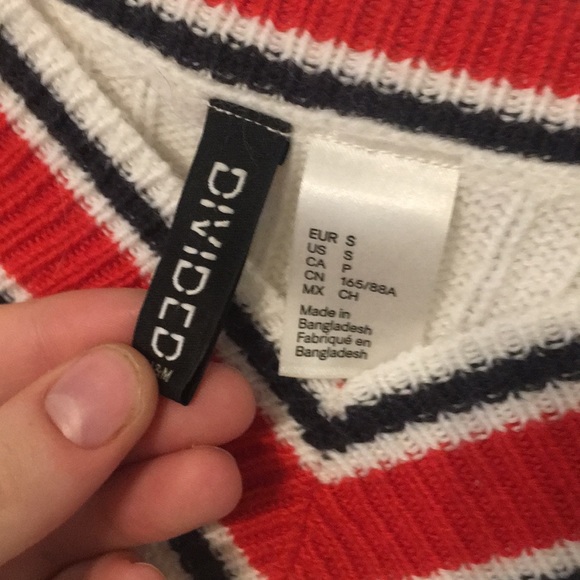 DIVIDED
EUR S
US S
CA P
CN 165/88A
MX CH
Made in
Bangladesh
Fabriqué en
Bangladesh